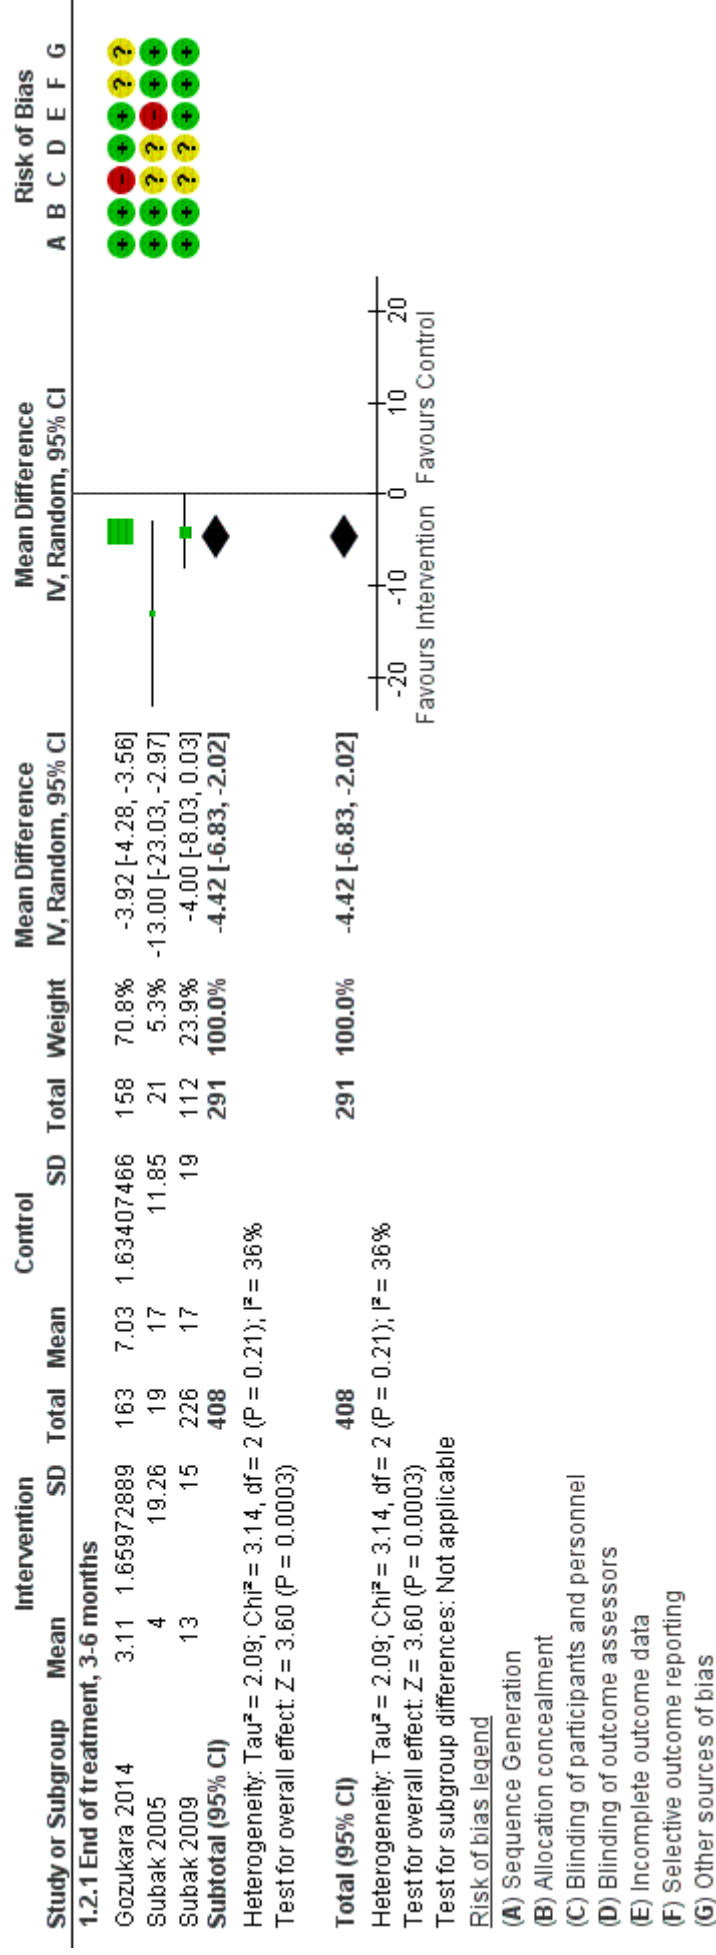 Intervention Control Mean Difference Mean Difference Risk of Bias
Study or Subgroup Mean SD Total Mean SD Total Weight IV, Random, 95% CI IV, Random, 95% CI A B C D E F G
1.2.1 End of treatment, 3-6 months
Gozukara 2014 3.11 1.65972889 163 7.03 1.63407466 158 70.8% -3.92 [-4.28, -3.56] + + - + + ? ?
Subak 2005 4 19.26 19 17 11.85 21 5.3% -13.00 [-23.03, -2.97] + + ? ? - + +
Subak 2009 13 15 226 17 19 112 23.9% -4.00 [-8.03, 0.03] + + ? ? + + +
Subtotal (95% CI) 408 291 100.0% -4.42 [-6.83, -2.02]
Heterogeneity: Tau² = 2.09; Chi² = 3.14, df = 2 (P = 0.21); I² = 36%
Test for overall effect: Z = 3.60 (P = 0.0003)
Total (95% CI) 408 291 100.0% -4.42 [-6.83, -2.02]
Heterogeneity: Tau² = 2.09; Chi² = 3.14, df = 2 (P = 0.21); I² = 36%
Test for overall effect: Z = 3.60 (P = 0.0003)
Test for subgroup differences: Not applicable
-20 -10 0 10 20
Favours Intervention Favours Control
Risk of bias legend
(A) Sequence Generation
(B) Allocation concealment
(C) Blinding of participants and personnel
(D) Blinding of outcome assessors
(E) Incomplete outcome data
(F) Selective outcome reporting
(G) Other sources of bias